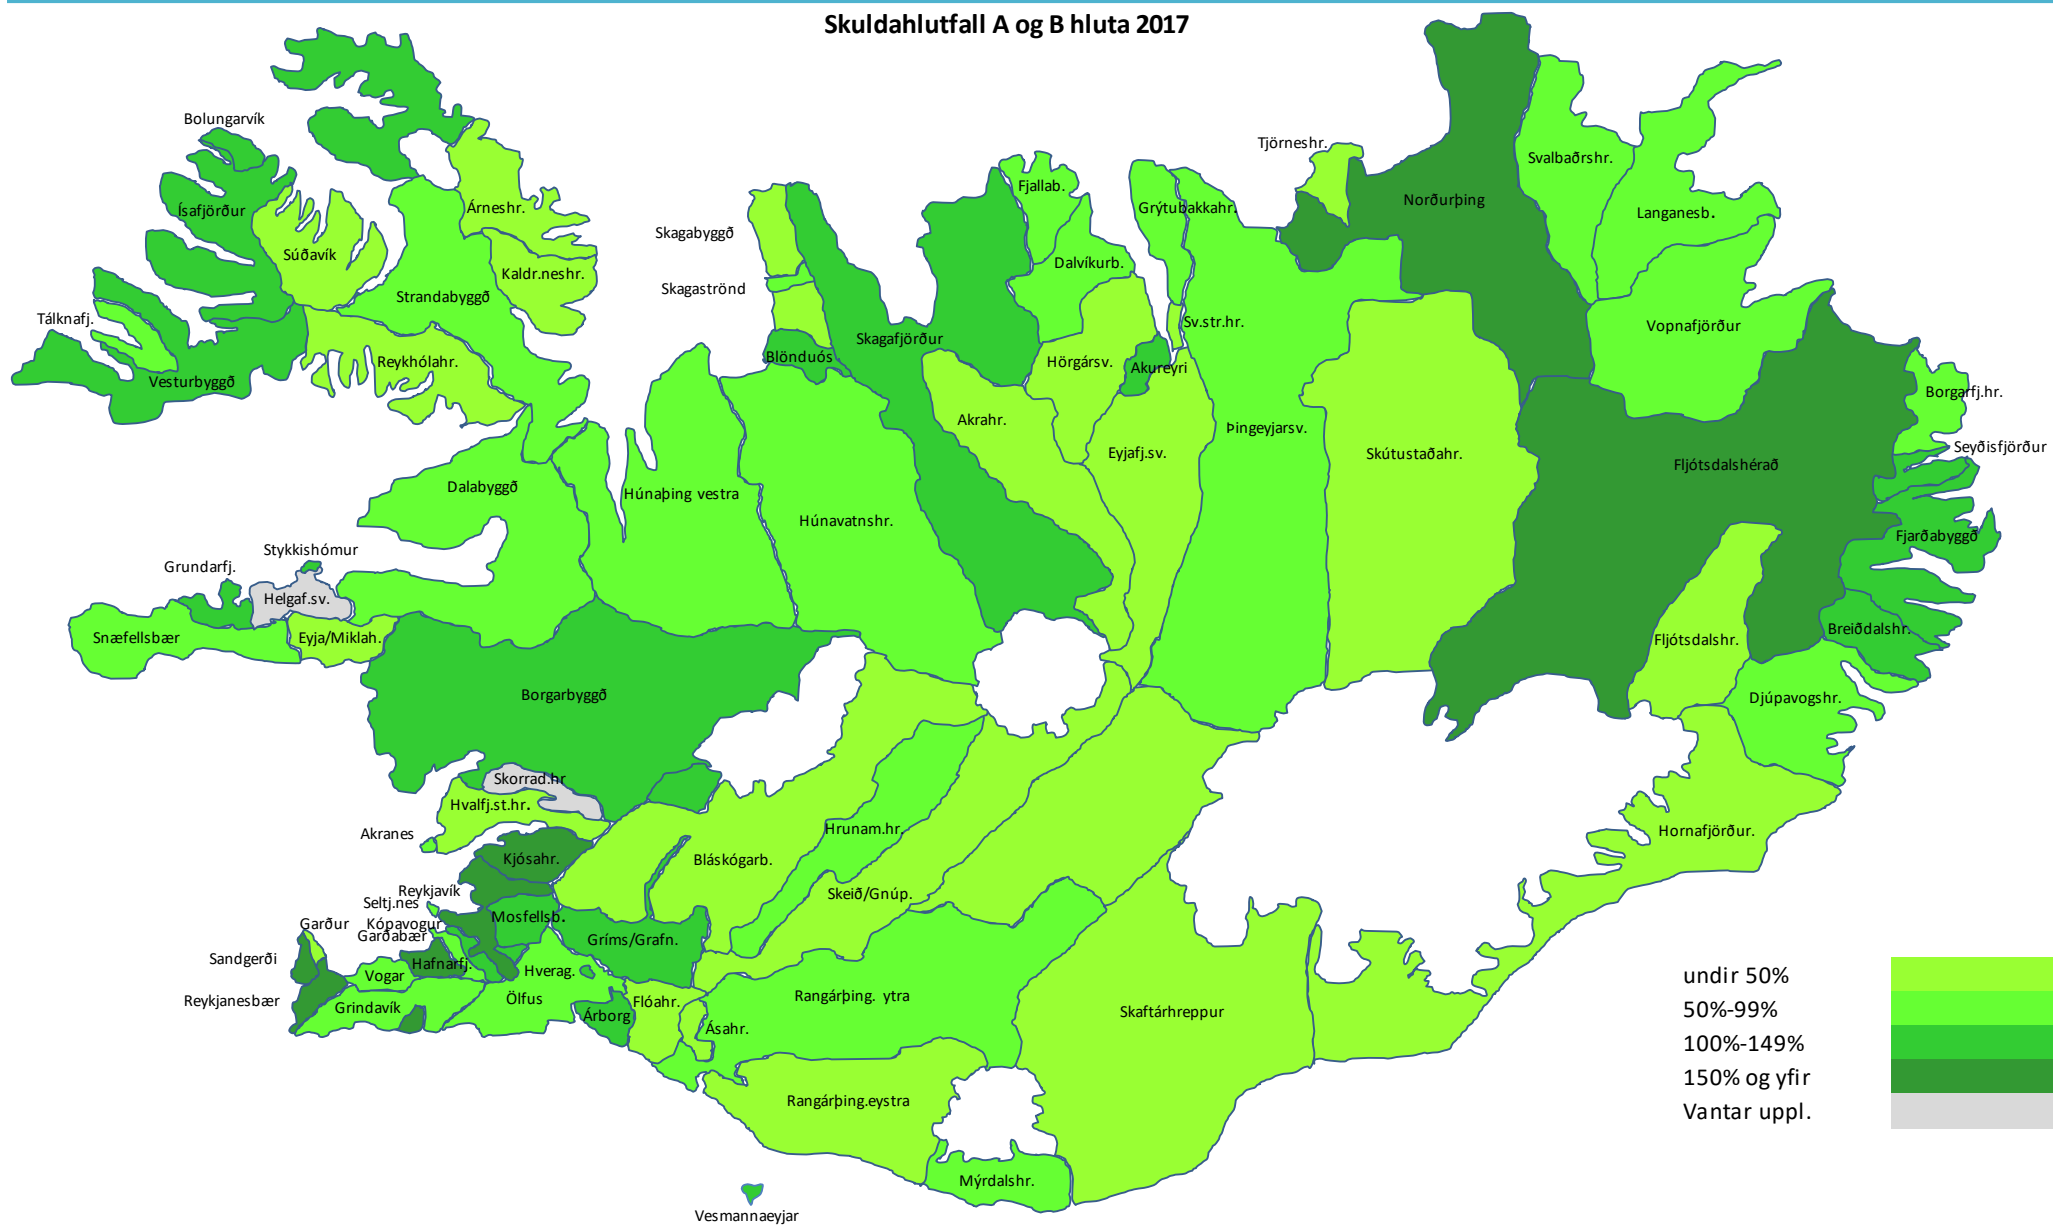 Skuldahlutfall A og B hluta 2017
Bolungarvík
Tjörneshr.
Svalbaðrshr.
Fjallab.
Ísafjörður
Árneshr.
Grýtubakkahr.
Norðurþing
Langanesb.
Skagabyggð
Súðavík
Kaldr.neshr.
Dalvíkurb.
Skagaströnd
Strandabyggð
Tálknafj.
Sv.str.hr.
Vopnafjörður
Skagafjörður
Blönduós
Reykhólahr.
Hörgársv.
Akureyri
Vesturbyggð
Borgarfj.hr.
Akrahr.
Þingeyjarsv.
Eyjafj.sv.
Skútustaðahr.
Seyðisfjörður
Fljótsdalshérað
Dalabyggð
Húnaþing vestra
Húnavatnshr.
Fjarðabyggð
Stykkishómur
Grundarfj.
Helgaf.sv.
Snæfellsbær
Eyja/Miklah.
Breiðdalshr.
Fljótsdalshr.
Borgarbyggð
Djúpavogshr.
Skorrad.hr
Hvalfj.st.hr.
Akranes
Hrunam.hr.
Hornafjörður.
Kjósahr.
Bláskógarb.
Reykjavík
Skeið/Gnúp.
Seltj.nes
Mosfellsb.
Garður
Kópavogur
Garðabær
Gríms/Grafn.
Sandgerði
Hafnarfj.
Hverag.
Vogar
Reykjanesbær
Grindavík
Ölfus
Flóahr.
Rangárþing. ytra
Árborg
Ásahr.
Skaftárhreppur
Rangárþing.eystra
Mýrdalshr.
Vesmannaeyjar
undir 50%
50%-99%
100%-149%
150% og yfir
Vantar uppl.